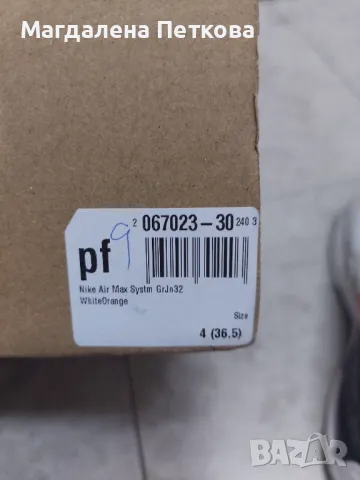 Магдалена Петкова
2 067023-30 240 3
pf 9
Nike Air Max Systm GrJn32
WhiteOrange
Size
4 (36.5)
BAZAR